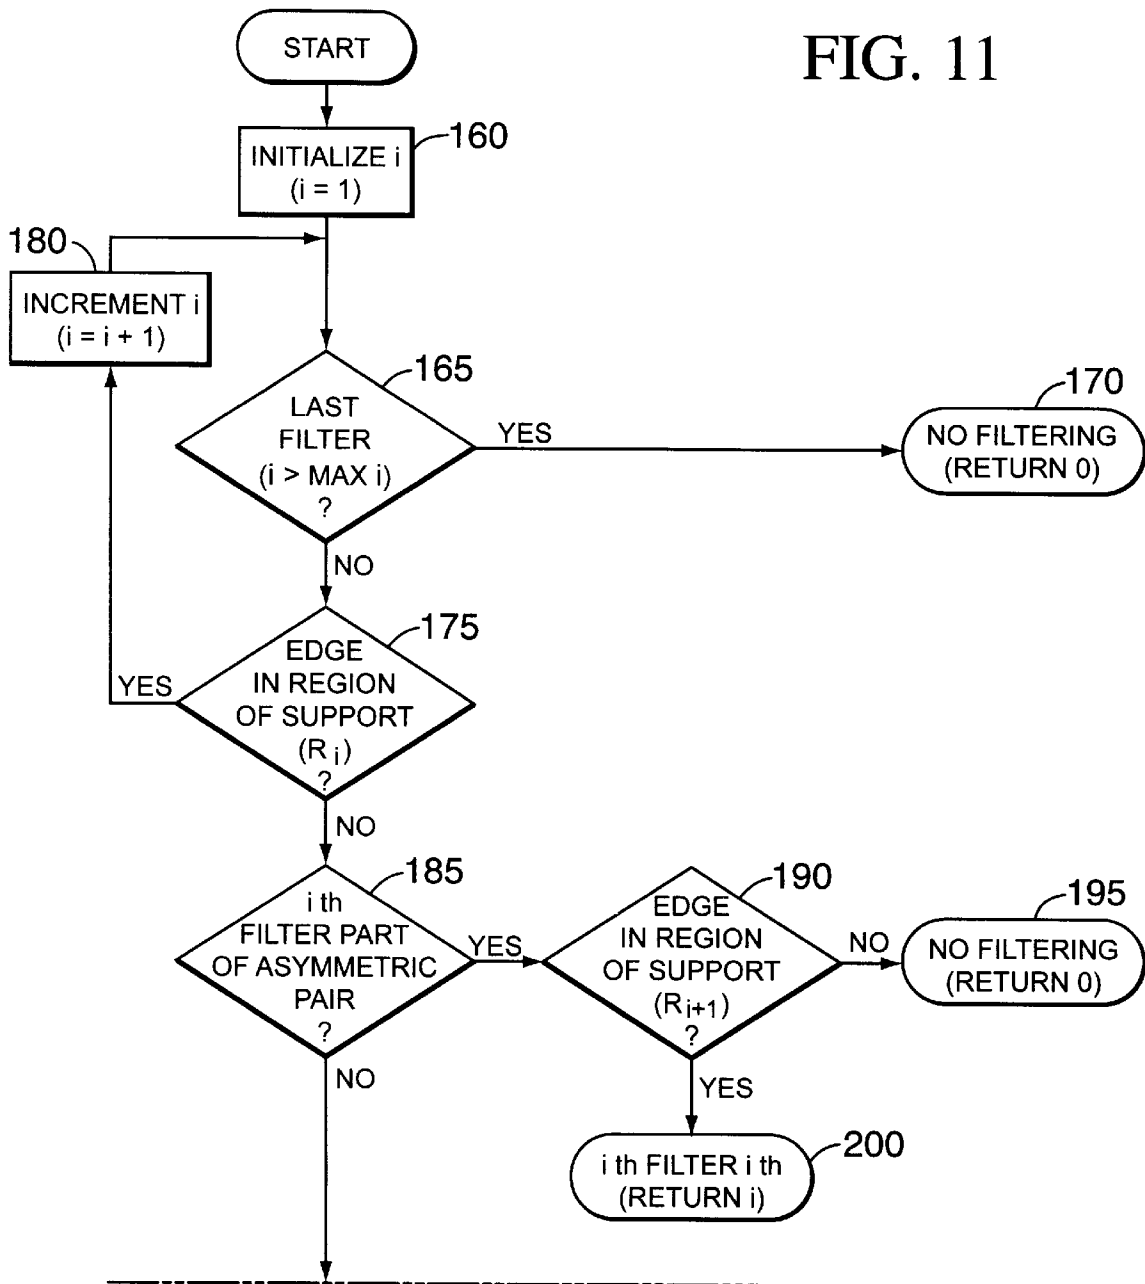 FIG. 11
START
160
INITIALIZE i
(i = 1)
180
INCREMENT i
(i = i + 1)
165
LAST
FILTER
(i > MAX i)
?
YES
170
NO FILTERING
(RETURN 0)
NO
175
EDGE
IN REGION
OF SUPPORT
(R i)
?
YES
NO
185
i th
FILTER PART
OF ASYMMETRIC
PAIR
?
YES
190
EDGE
IN REGION
OF SUPPORT
(R i+1)
?
NO
195
NO FILTERING
(RETURN 0)
NO
YES
200
i th FILTER i th
(RETURN i)